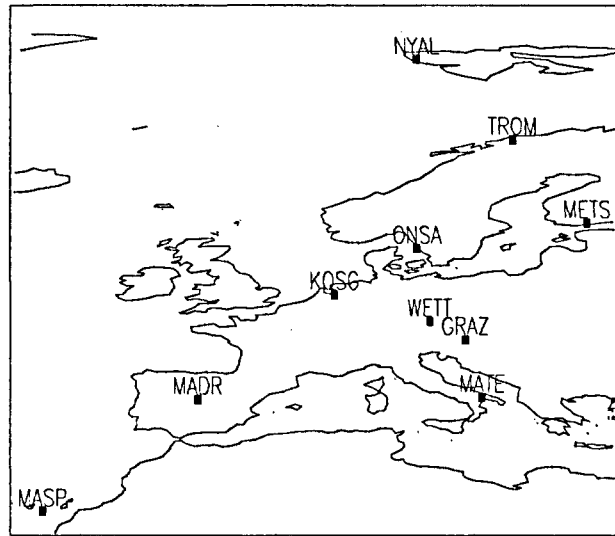 NYAL
TROM
METS
ONSA
KOSG
WETT
GRAZ
MADR
MATE
MASP